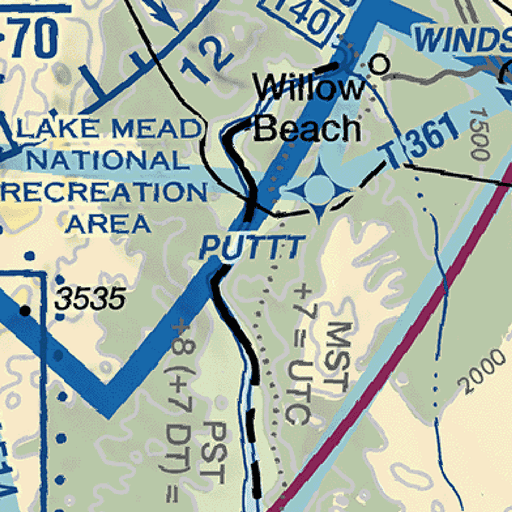 70
140
12
WINDS
Willow
Beach
LAKE MEAD
NATIONAL
RECREATION
AREA
T 361
1500
PUTTT
3535
+7 = UTC
MST
+8 (+7 DT) =
PST
2000